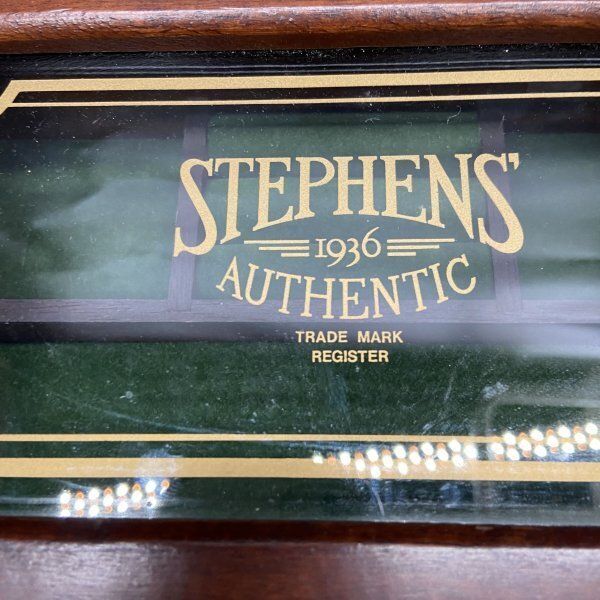 STEPHENS'
1936
AUTHENTIC
TRADE MARK
REGISTER